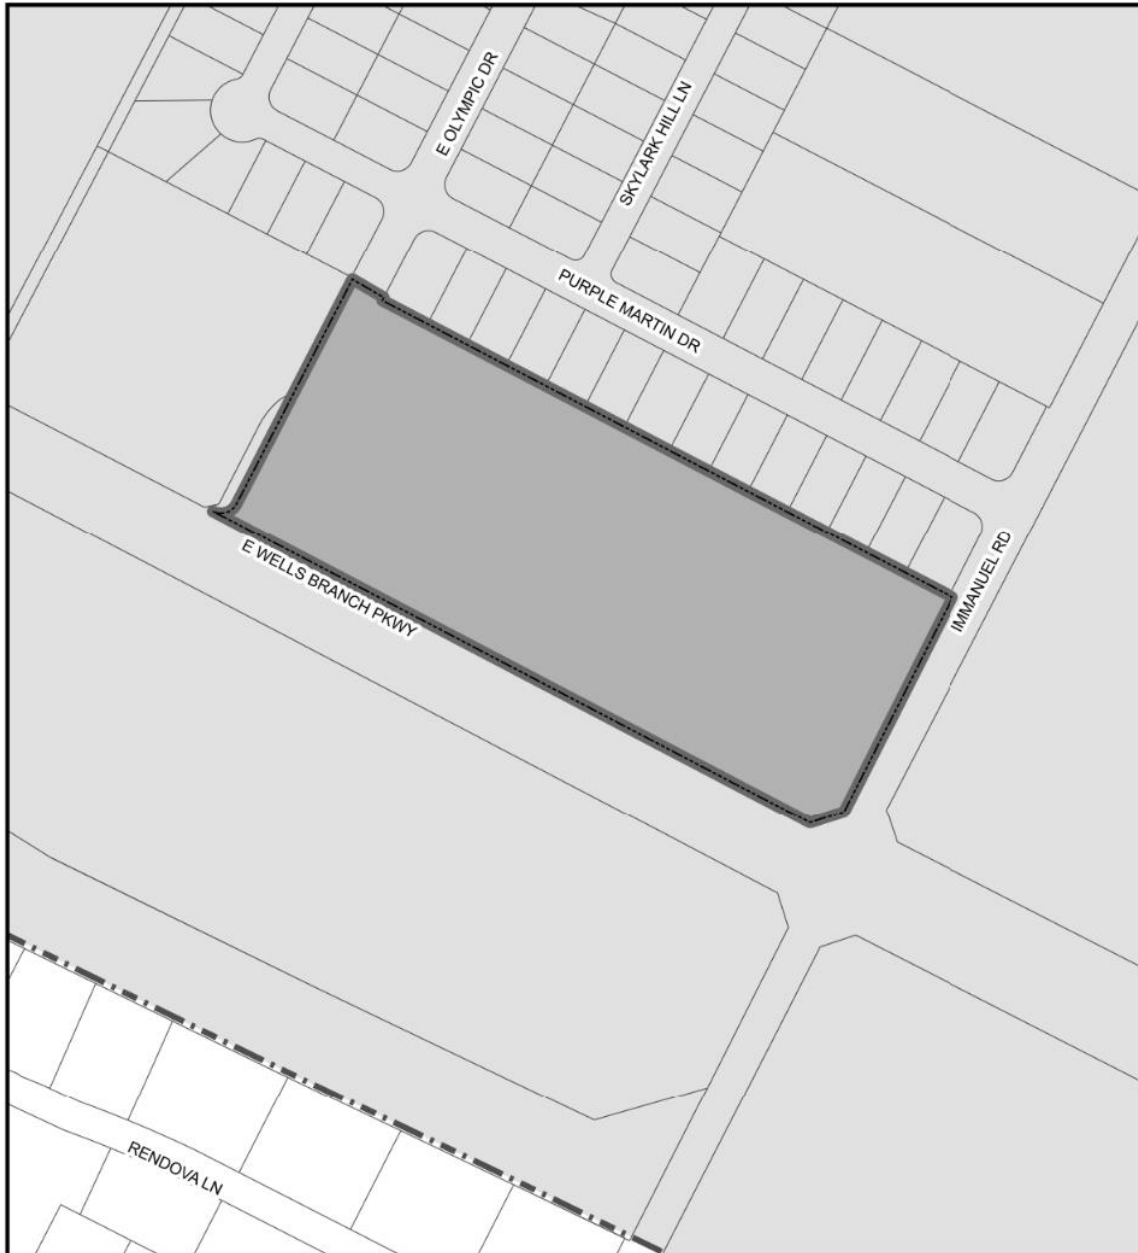 E OLYMPIC DR
SKYLARK HILL LN
PURPLE MARTIN DR
IMMANUEL RD
E WELLS BRANCH PKWY
RENDOVA LN